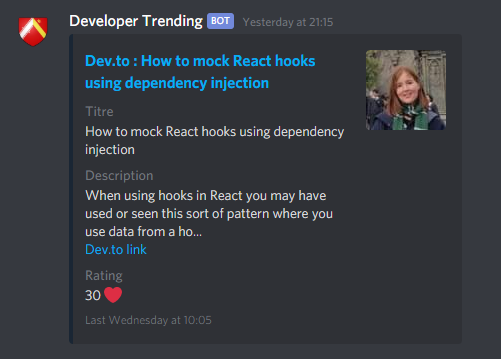 Developer Trending BOT Yesterday at 21:15
Dev.to : How to mock React hooks
using dependency injection
Titre
How to mock React hooks using dependency
injection
Description
When using hooks in React you may have
used or seen this sort of pattern where you
use data from a ho...
Dev.to link
Rating
30 ❤️
Last Wednesday at 10:05